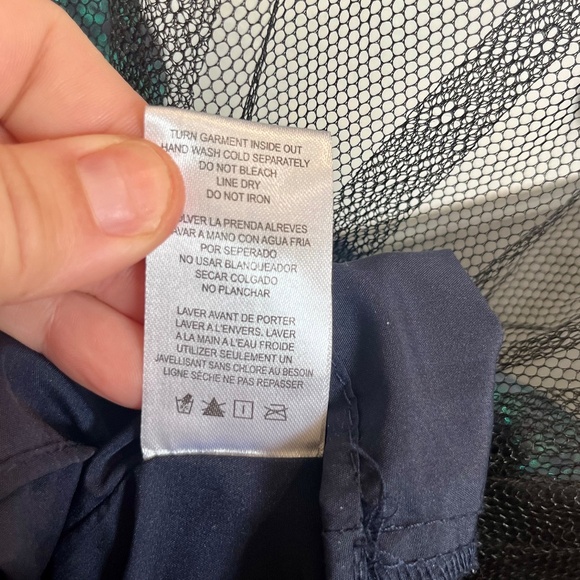 TURN GARMENT INSIDE OUT
HAND WASH COLD SEPARATELY
DO NOT BLEACH
LINE DRY
DO NOT IRON
OLVER LA PRENDA ALREVES
AVAR A MANO CON AGUA FRIA
POR SEPERADO
NO USAR BLANQUEADOR
SECAR COLGADO
NO PLANCHAR
LAVER AVANT DE PORTER
LAVER A L'ENVERS, LAVER
À LA MAIN A L'EAU FROIDE
UTILIZER SEULEMENT UN
JAVELLISANT SANS CHLORE AU BESOIN
LIGNE SÈCHE NE PAS REPASSER